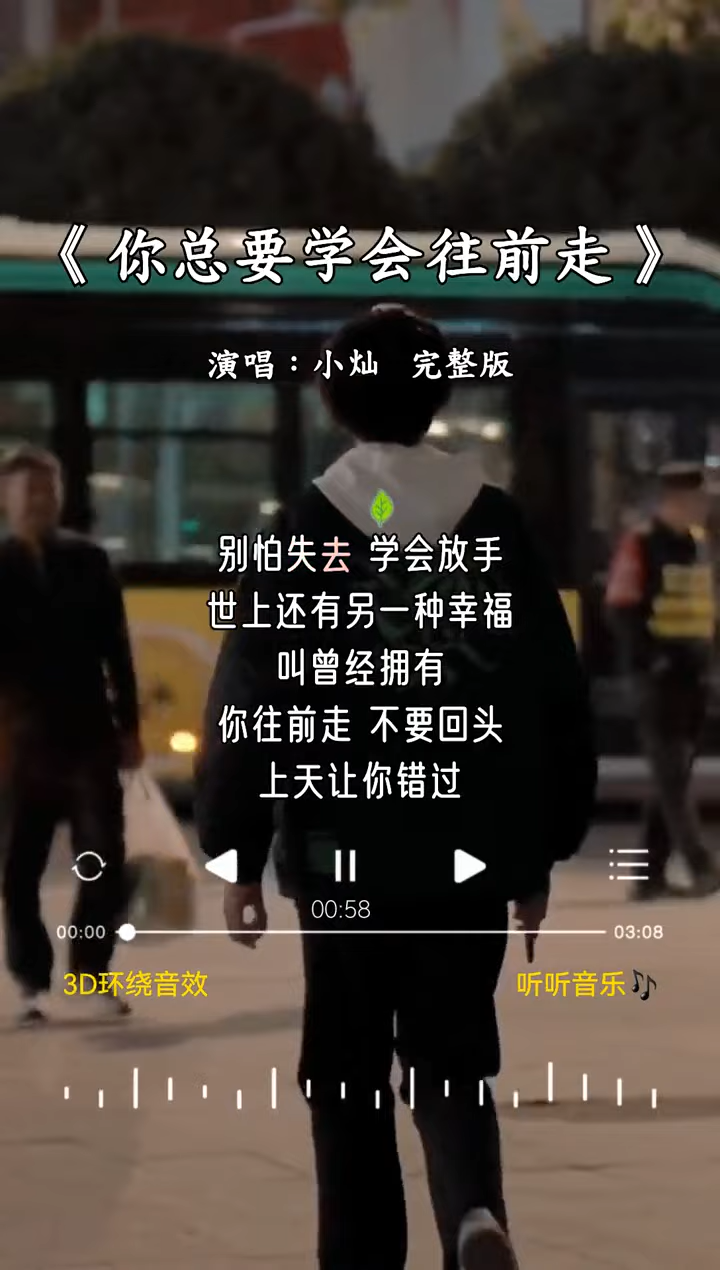 《你总要学会往前走》
演唱：小灿 完整版
别怕失去 学会放手
世上还有另一种幸福
叫曾经拥有
你往前走 不要回头
上天让你错过
00:58
00:00 03:08
3D环绕音效 听听音乐